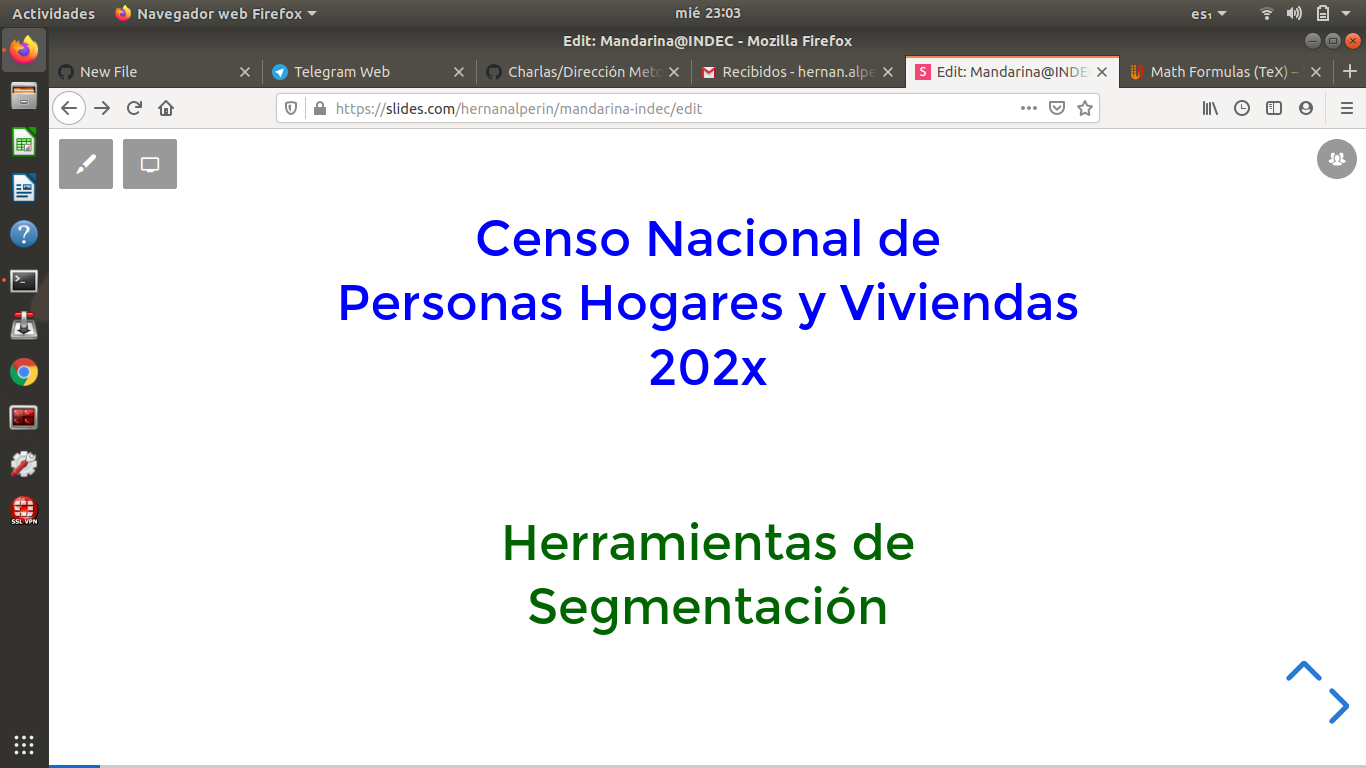 Actividades
Navegador web Firefox
mié 23:03
es₁
Edit: Mandarina@INDEC - Mozilla Firefox
New File
Telegram Web
Charlas/Dirección Meto
Recibidos - hernan.alpe
Edit: Mandarina@INDE
Math Formulas (TeX) –
https://slides.com/hernanalperin/mandarina-indec/edit
Censo Nacional de
Personas Hogares y Viviendas
202x
Herramientas de
Segmentación
SSL VPN